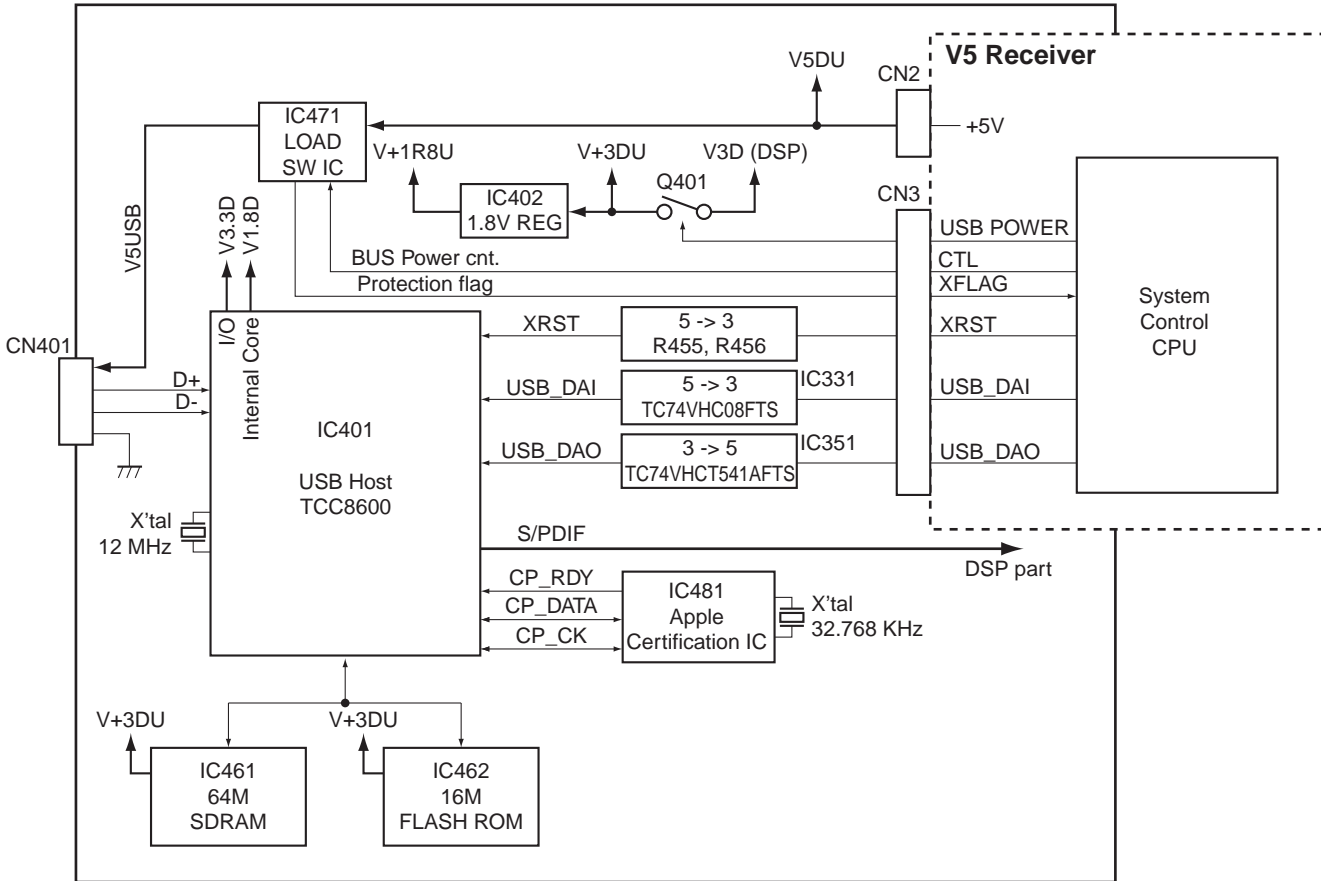 V5 Receiver
V5DU
CN2
IC471
LOAD
SW IC
+5V
V+1R8U
V+3DU
V3D (DSP)
Q401
IC402
1.8V REG
CN3
V5USB
V3.3D
V1.8D
USB POWER
BUS Power cnt.
CTL
Protection flag
XFLAG
System
Control
CPU
I/O
Internal Core
XRST
5 -> 3
R455, R456
XRST
CN401
D+
D-
USB_DAI
5 -> 3
TC74VHC08FTS
IC331
USB_DAI
IC401
USB Host
TCC8600
USB_DAO
3 -> 5
TC74VHCT541AFTS
IC351
USB_DAO
X'tal
12 MHz
S/PDIF
DSP part
CP_RDY
CP_DATA
CP_CK
IC481
Apple
Certification IC
X'tal
32.768 KHz
V+3DU
V+3DU
IC461
64M
SDRAM
IC462
16M
FLASH ROM